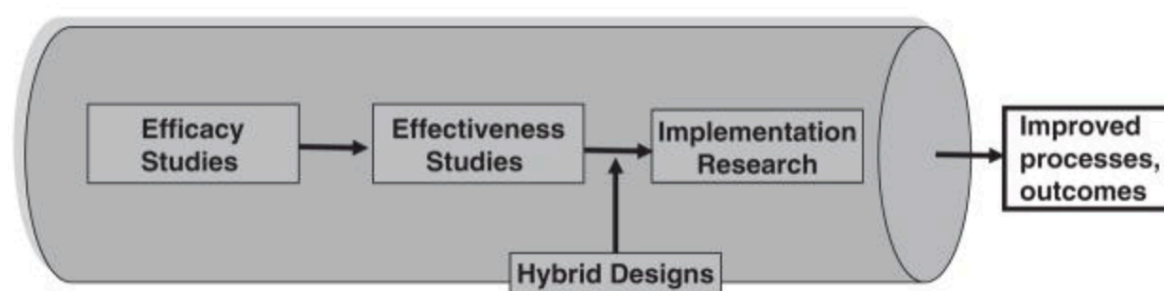 Efficacy
Studies
Effectiveness
Studies
Implementation
Research
Improved
processes,
outcomes
Hybrid Designs